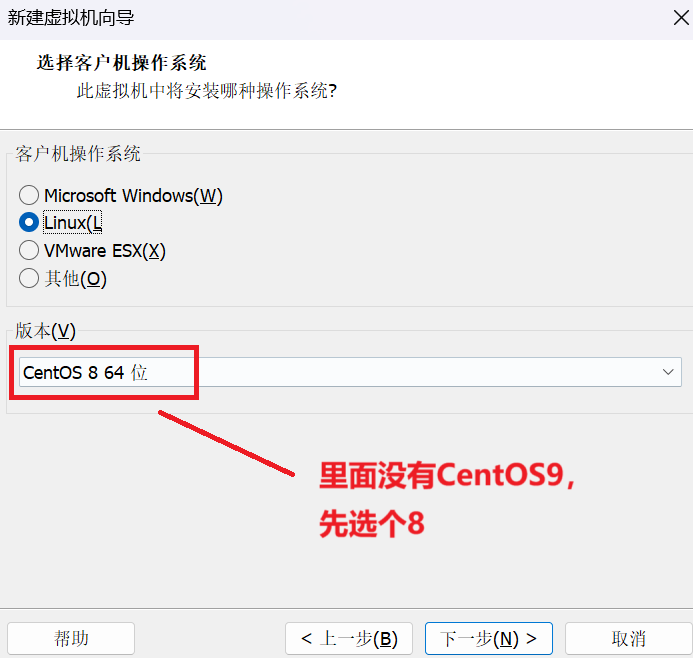 新建虚拟机向导
选择客户机操作系统
此虚拟机中将安装哪种操作系统?
客户机操作系统
Microsoft Windows(W)
Linux(L
VMware ESX(X)
其他(O)
版本(V)
CentOS 8 64 位
里面没有CentOS9,
先选个8
帮助
< 上一步(B)
下一步(N) >
取消